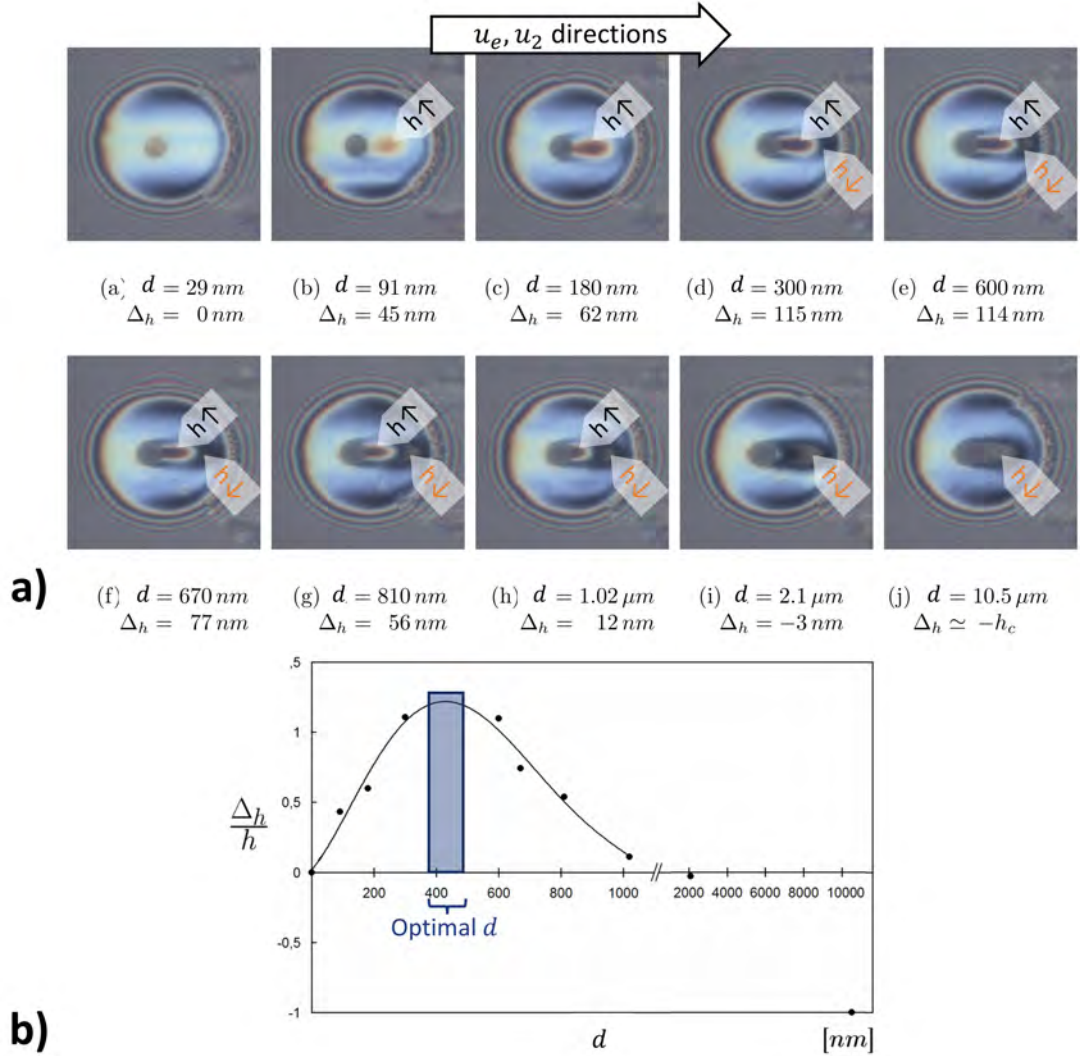 u_e, u_2 directions
h↑
h↑
h↑
h↓
h↑
h↓
(a) d = 29 nm
Δ_h = 0 nm
(b) d = 91 nm
Δ_h = 45 nm
(c) d = 180 nm
Δ_h = 62 nm
(d) d = 300 nm
Δ_h = 115 nm
(e) d = 600 nm
Δ_h = 114 nm
h↑
h↓
h↑
h↓
h↑
h↓
h↓
h↓
a)
(f) d = 670 nm
Δ_h = 77 nm
(g) d = 810 nm
Δ_h = 56 nm
(h) d = 1.02 μm
Δ_h = 12 nm
(i) d = 2.1 μm
Δ_h = −3 nm
(j) d = 10.5 μm
Δ_h ≃ −h_c
,5
1
0,5
0
-0,5
-1
Δ_h
h
200 400 600 800 1000 2000 4000 6000 8000 10000
Optimal d
b)
d
[nm]